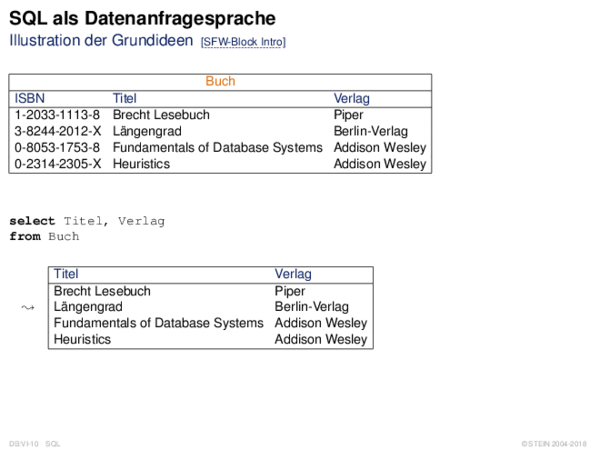 SQL als Datenanfragesprache
Illustration der Grundideen [SFW-Block Intro]
Buch
ISBN Titel Verlag
1-2033-1113-8 Brecht Lesebuch Piper
3-8244-2012-X Längengrad Berlin-Verlag
0-8053-1753-8 Fundamentals of Database Systems Addison Wesley
0-2314-2305-X Heuristics Addison Wesley
select Titel, Verlag
from Buch
Titel Verlag
Brecht Lesebuch Piper
⤳ Längengrad Berlin-Verlag
Fundamentals of Database Systems Addison Wesley
Heuristics Addison Wesley
DB:VI-10 SQL ©STEIN 2004-2018